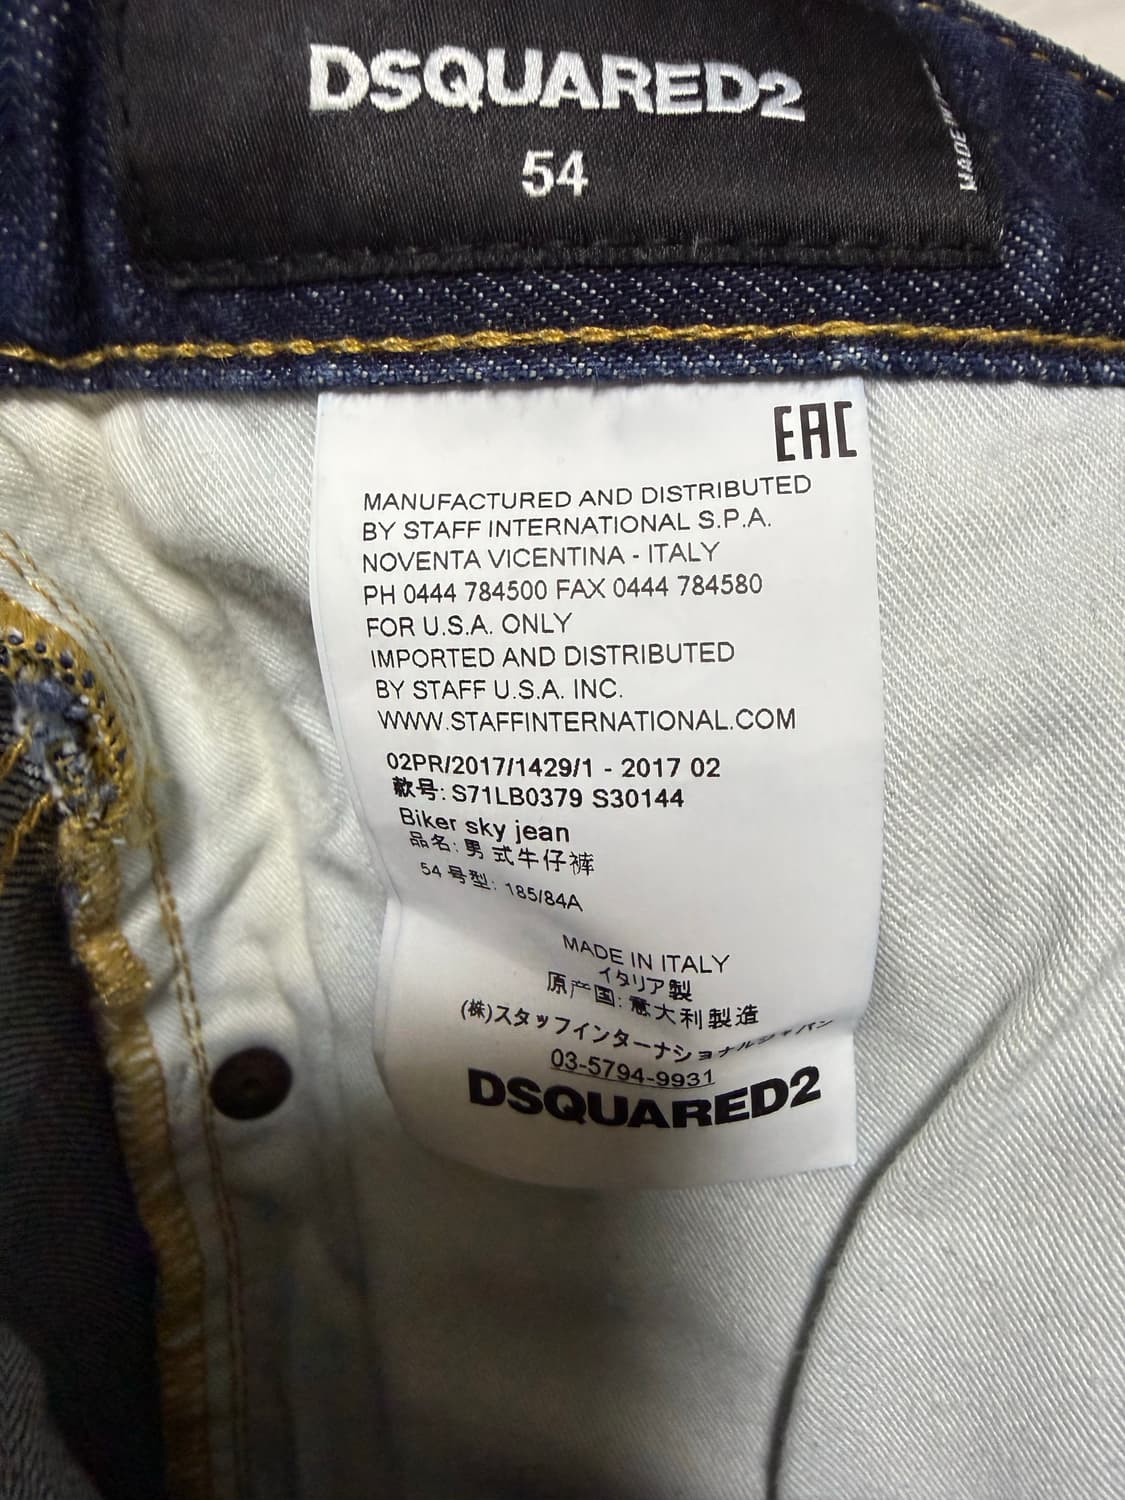 DSQUARED2
54
MADE IN
EAC
MANUFACTURED AND DISTRIBUTED
BY STAFF INTERNATIONAL S.P.A.
NOVENTA VICENTINA - ITALY
PH 0444 784500 FAX 0444 784580
FOR U.S.A. ONLY
IMPORTED AND DISTRIBUTED
BY STAFF U.S.A. INC.
WWW.STAFFINTERNATIONAL.COM
02PR/2017/1429/1 - 2017 02
款号: S71LB0379 S30144
Biker sky jean
品名: 男式牛仔裤
54 号型: 185/84A
MADE IN ITALY
イタリア製
原产国: 意大利製造
(株)スタッフインターナショナルジャパン
03-5794-9931
DSQUARED2